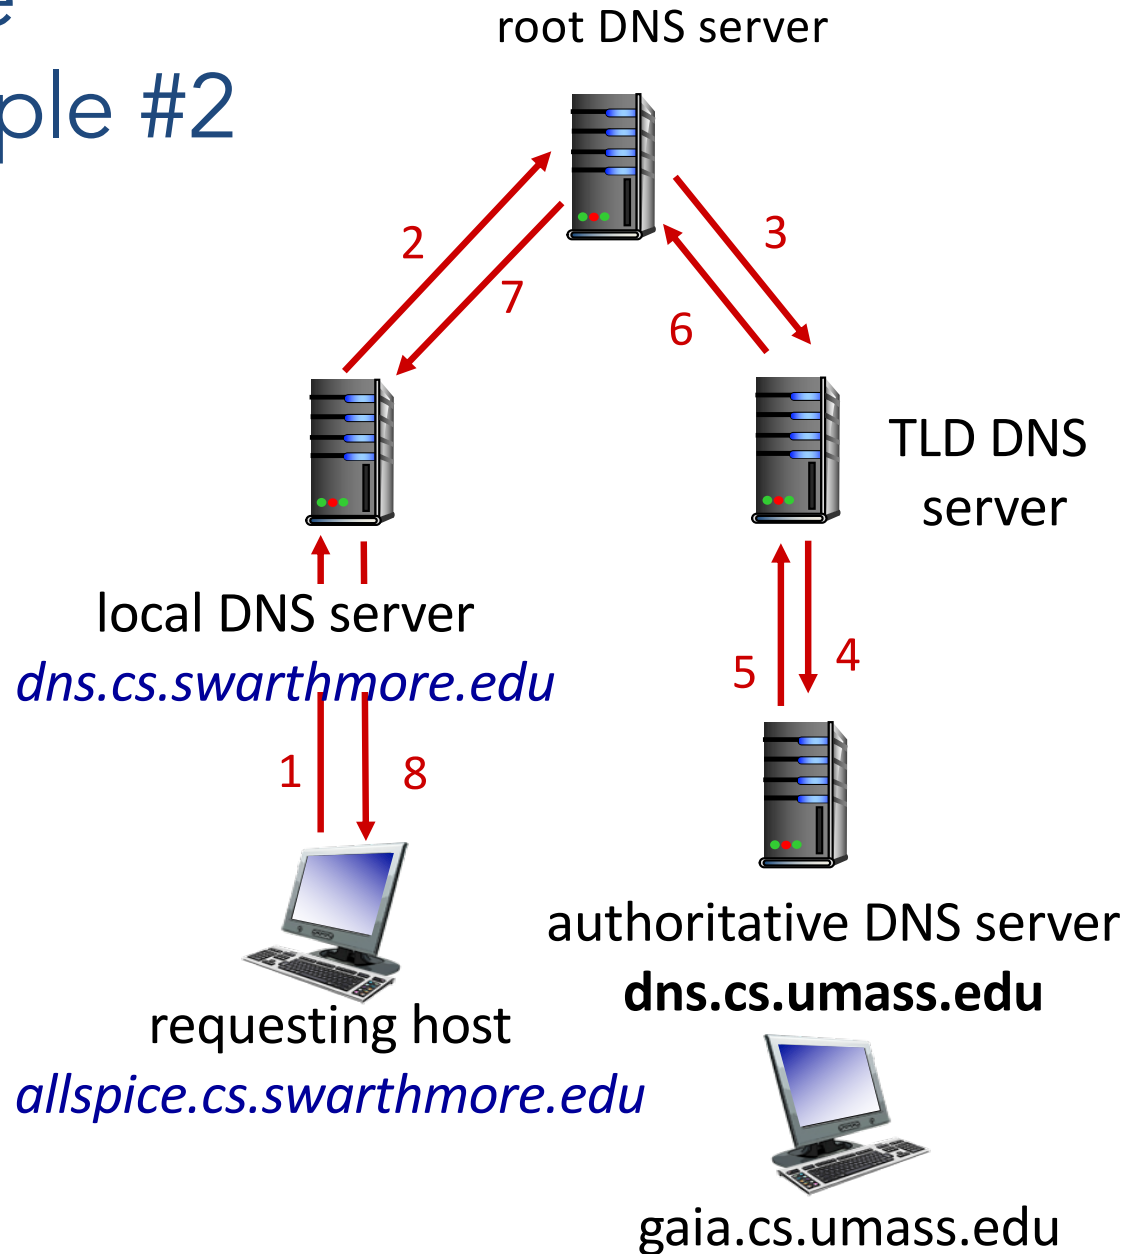 ple #2
root DNS server
2
7
3
6
TLD DNS
server
local DNS server
dns.cs.swarthmore.edu
5
4
1
8
authoritative DNS server
dns.cs.umass.edu
requesting host
allspice.cs.swarthmore.edu
gaia.cs.umass.edu